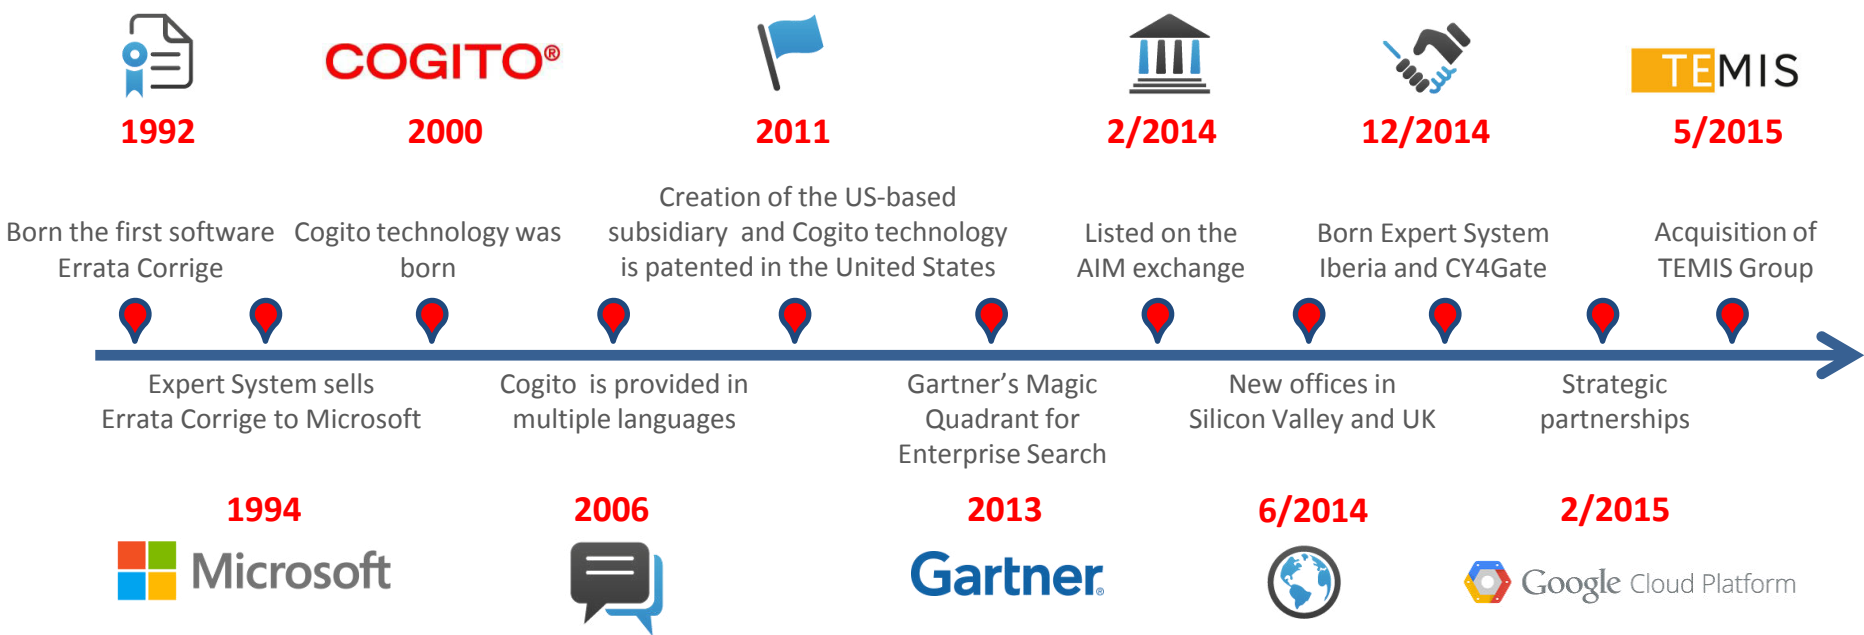 COGITO®
TEMIS
1992
2000
2011
2/2014
12/2014
5/2015
Born the first software
Errata Corrige
Cogito technology was
born
Creation of the US-based
subsidiary and Cogito technology
is patented in the United States
Listed on the
AIM exchange
Born Expert System
Iberia and CY4Gate
Acquisition of
TEMIS Group
Expert System sells
Errata Corrige to Microsoft
Cogito is provided in
multiple languages
Gartner’s Magic
Quadrant for
Enterprise Search
New offices in
Silicon Valley and UK
Strategic
partnerships
1994
2006
2013
6/2014
2/2015
Microsoft
Gartner®
Google Cloud Platform